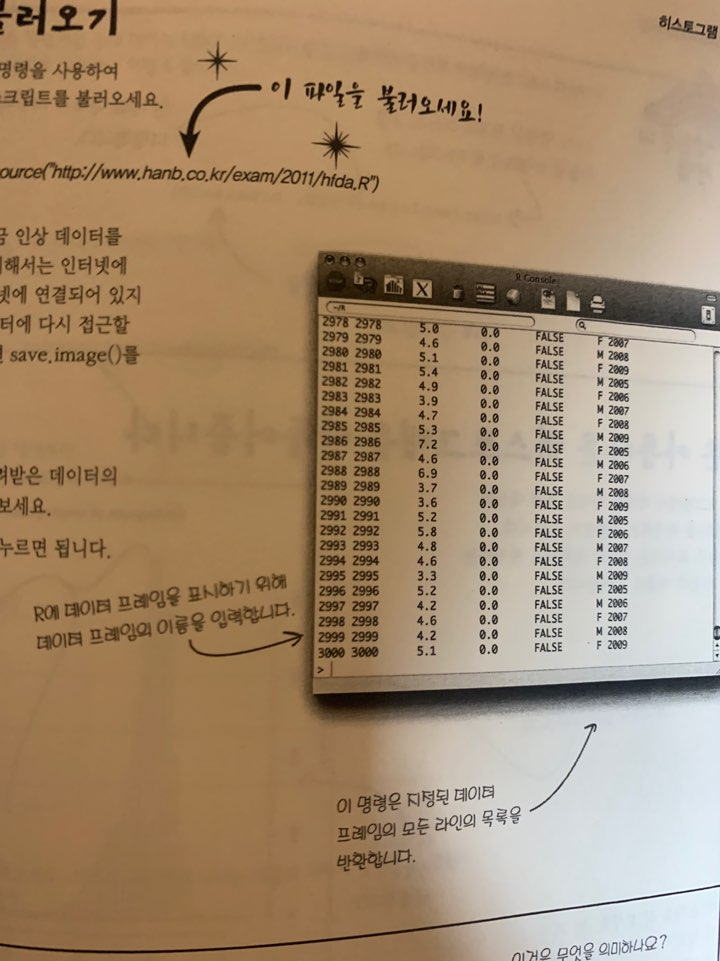 불러오기
히스토그램
명령을 사용하여
스크립트를 불러오세요.
이 파일을 불러오세요!
ource("http://www.hanb.co.kr/exam/2011/hfda.R")
금 인상 데이터를
해서는 인터넷에
넷에 연결되어 있지
터에 다시 접근할
save.image()를
려받은 데이터의
보세요.
누르면 됩니다.
R Console
~/R
2978 2978 5.0 0.0 FALSE F 2007
2979 2979 4.6 0.0 FALSE M 2008
2980 2980 5.1 0.0 FALSE F 2009
2981 2981 5.4 0.0 FALSE M 2005
2982 2982 4.9 0.0 FALSE F 2006
2983 2983 3.9 0.0 FALSE M 2007
2984 2984 4.7 0.0 FALSE F 2008
2985 2985 5.3 0.0 FALSE M 2009
2986 2986 7.2 0.0 FALSE F 2005
2987 2987 4.6 0.0 FALSE M 2006
2988 2988 6.9 0.0 FALSE F 2007
2989 2989 3.7 0.0 FALSE M 2008
2990 2990 3.6 0.0 FALSE F 2009
2991 2991 5.2 0.0 FALSE M 2005
2992 2992 5.8 0.0 FALSE F 2006
2993 2993 4.8 0.0 FALSE M 2007
2994 2994 4.6 0.0 FALSE F 2008
2995 2995 3.3 0.0 FALSE M 2009
2996 2996 5.2 0.0 FALSE F 2005
2997 2997 4.2 0.0 FALSE M 2006
2998 2998 4.6 0.0 FALSE F 2007
2999 2999 4.2 0.0 FALSE M 2008
3000 3000 5.1 0.0 FALSE F 2009
>
R에 데이터 프레임을 표시하기 위해
데이터 프레임의 이름을 입력합니다.
이 명령은 지정된 데이터
프레임의 모든 라인의 목록을
반환합니다.
이것은 무엇을 의미하나요?